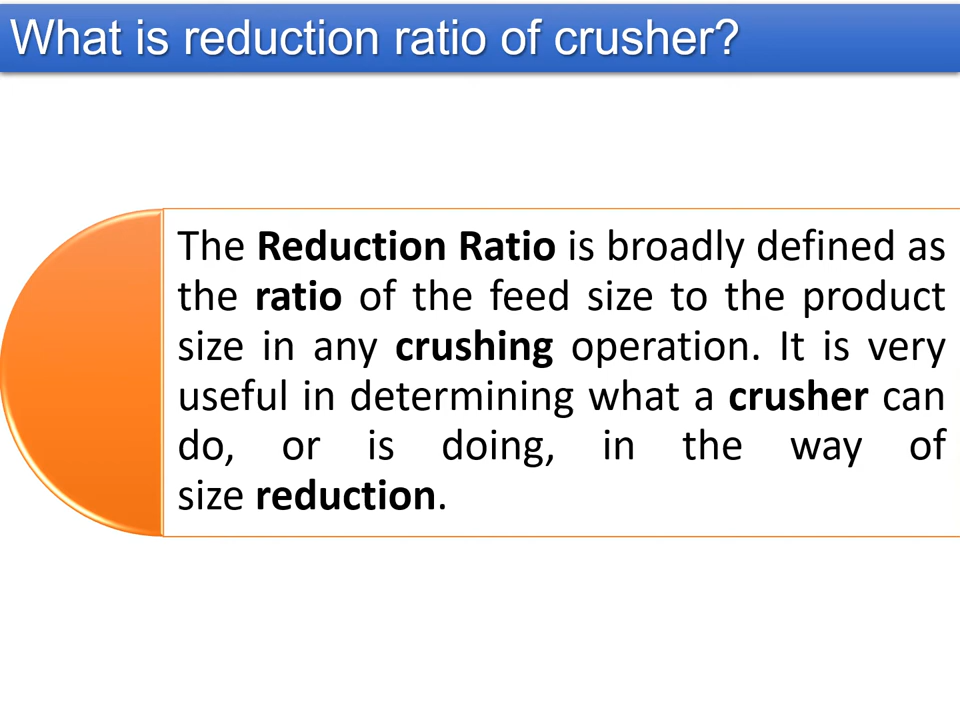 What is reduction ratio of crusher?
The Reduction Ratio is broadly defined as
the ratio of the feed size to the product
size in any crushing operation. It is very
useful in determining what a crusher can
do, or is doing, in the way of
size reduction.